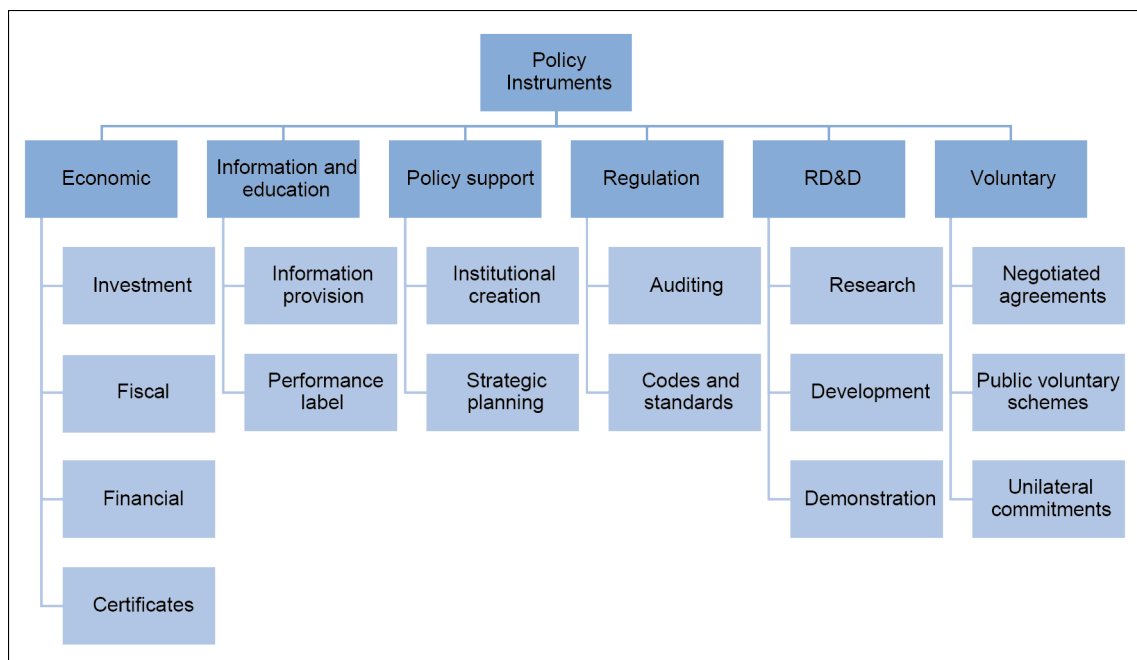 Policy
Instruments
Economic
Information and
education
Policy support
Regulation
RD&D
Voluntary
Investment
Information
provision
Institutional
creation
Auditing
Research
Negotiated
agreements
Fiscal
Performance
label
Strategic
planning
Codes and
standards
Development
Public voluntary
schemes
Financial
Demonstration
Unilateral
commitments
Certificates